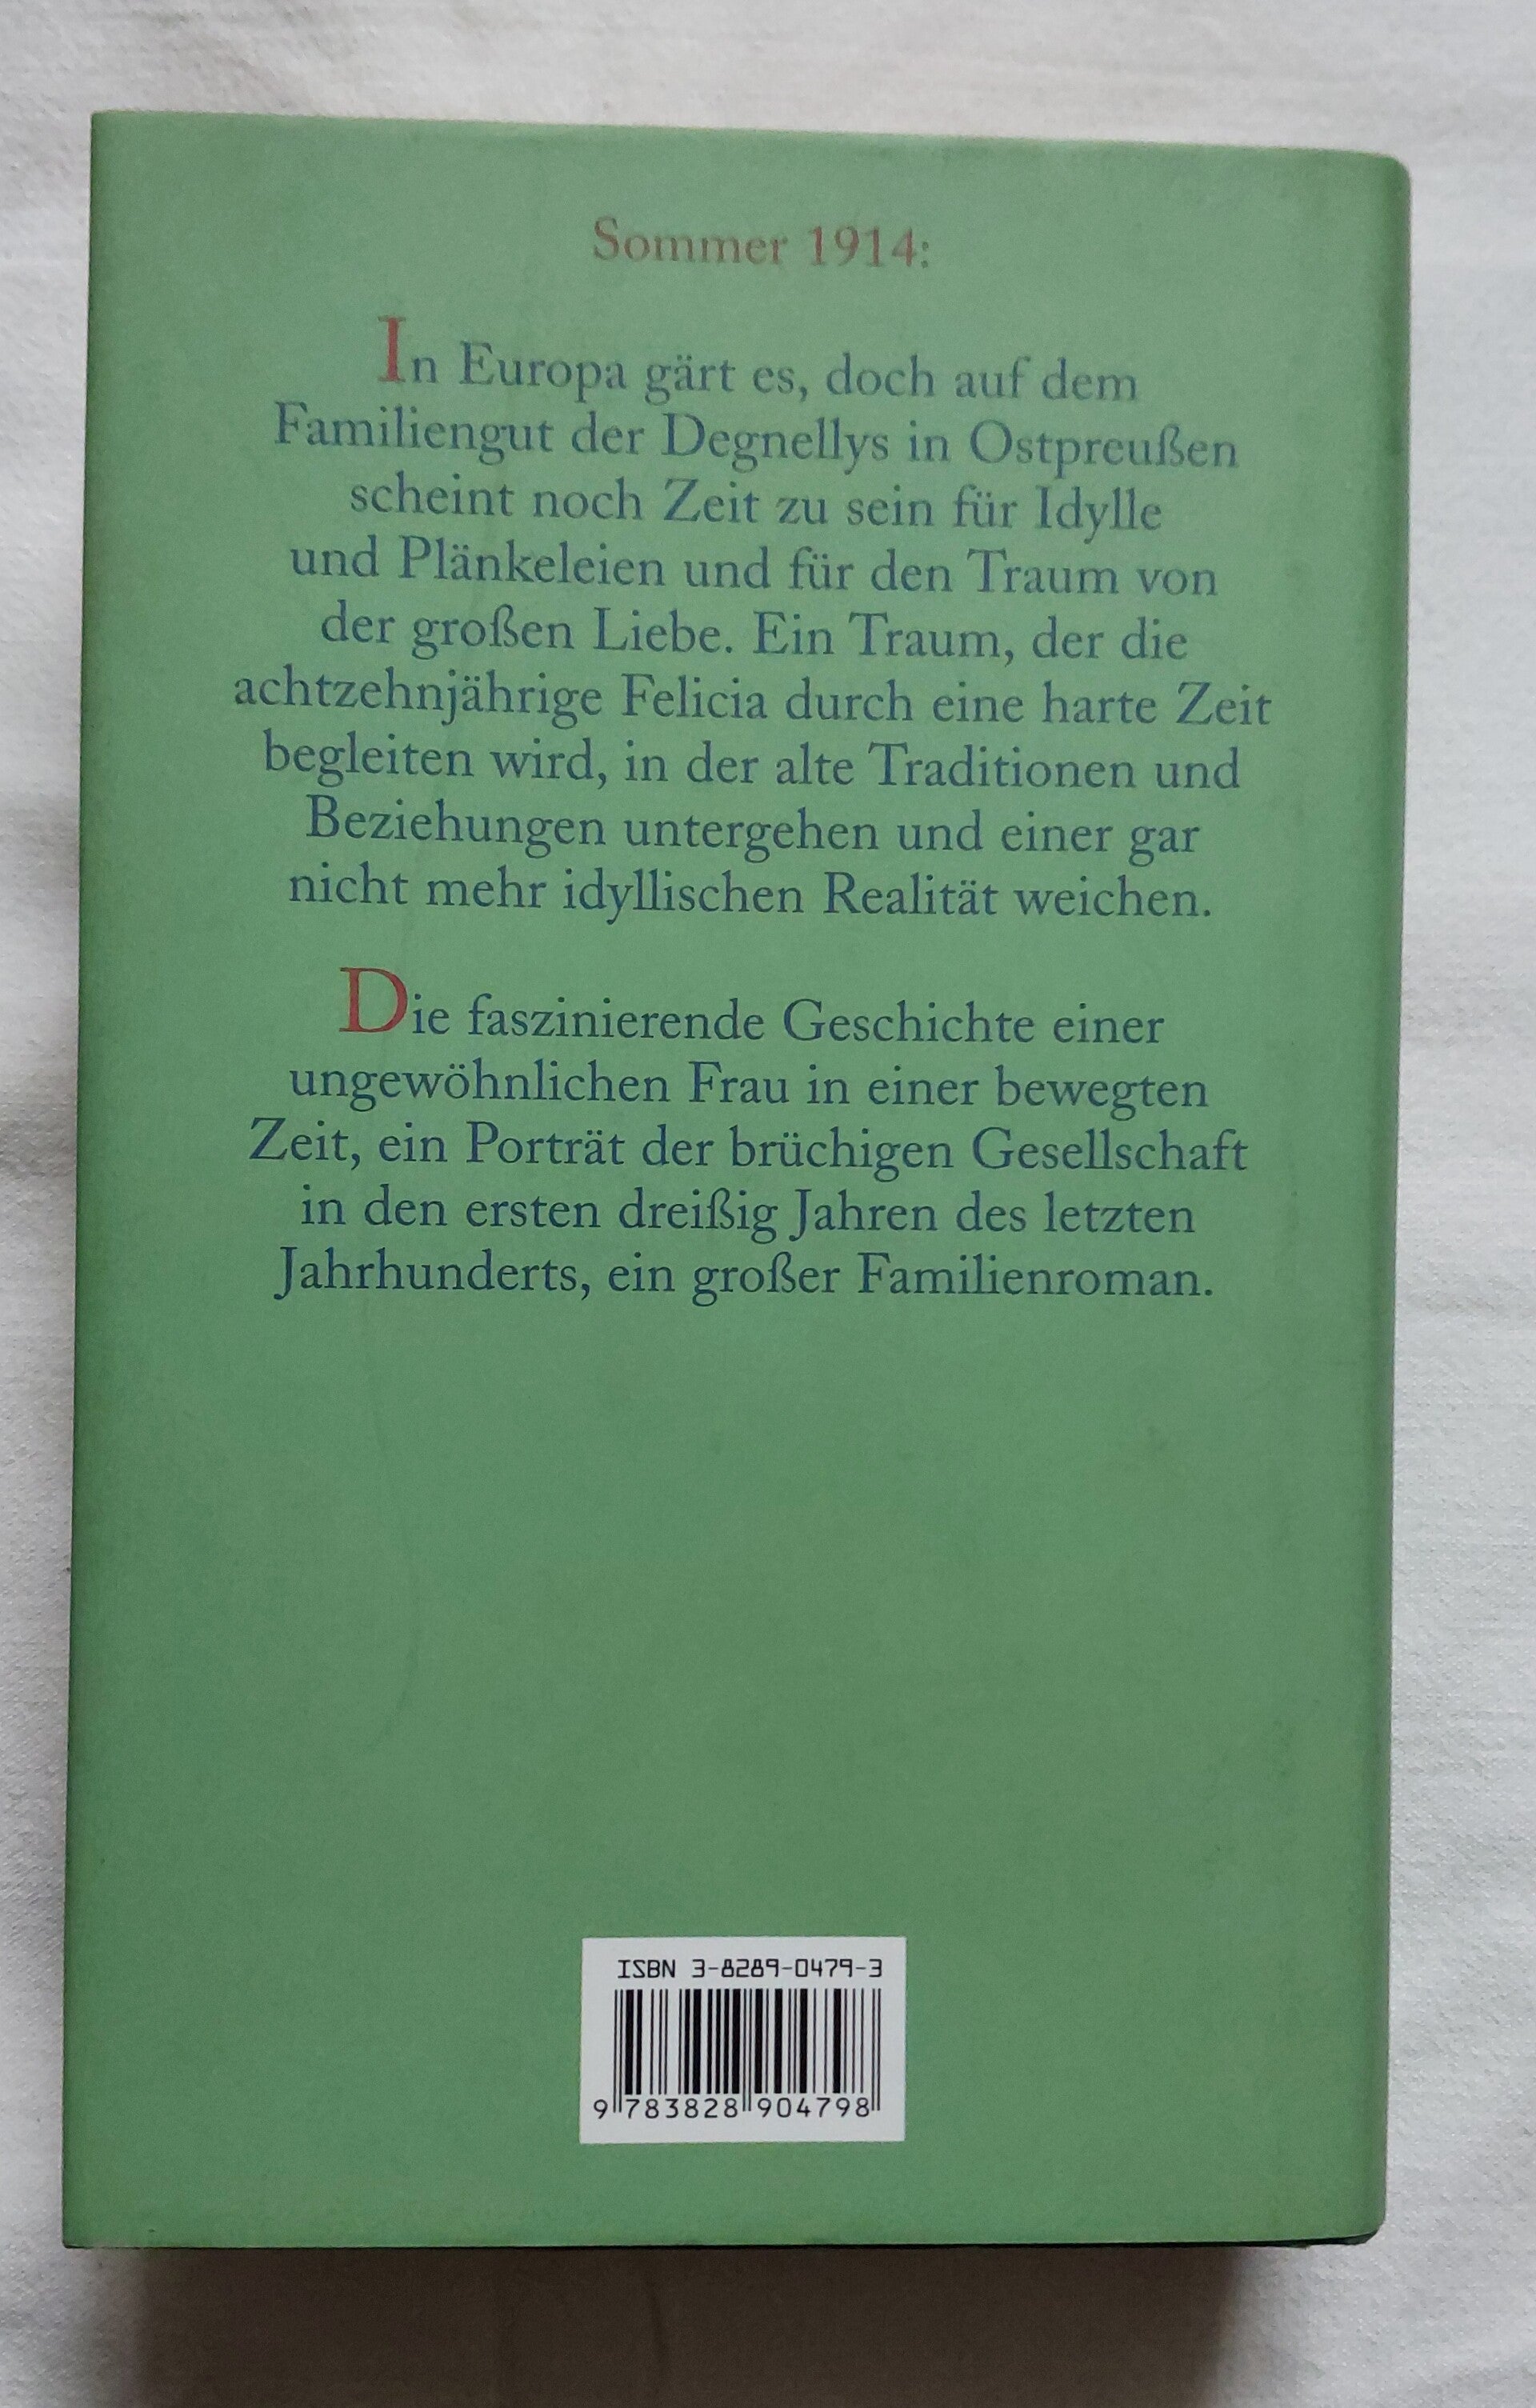 Sommer 1914:
In Europa gärt es, doch auf dem
Familiengut der Degnellys in Ostpreußen
scheint noch Zeit zu sein für Idylle
und Plänkeleien und für den Traum von
der großen Liebe. Ein Traum, der die
achtzehnjährige Felicia durch eine harte Zeit
begleiten wird, in der alte Traditionen und
Beziehungen untergehen und einer gar
nicht mehr idyllischen Realität weichen.
Die faszinierende Geschichte einer
ungewöhnlichen Frau in einer bewegten
Zeit, ein Porträt der brüchigen Gesellschaft
in den ersten dreißig Jahren des letzten
Jahrhunderts, ein großer Familienroman.
ISBN 3-8289-0479-3
9 783828 904798